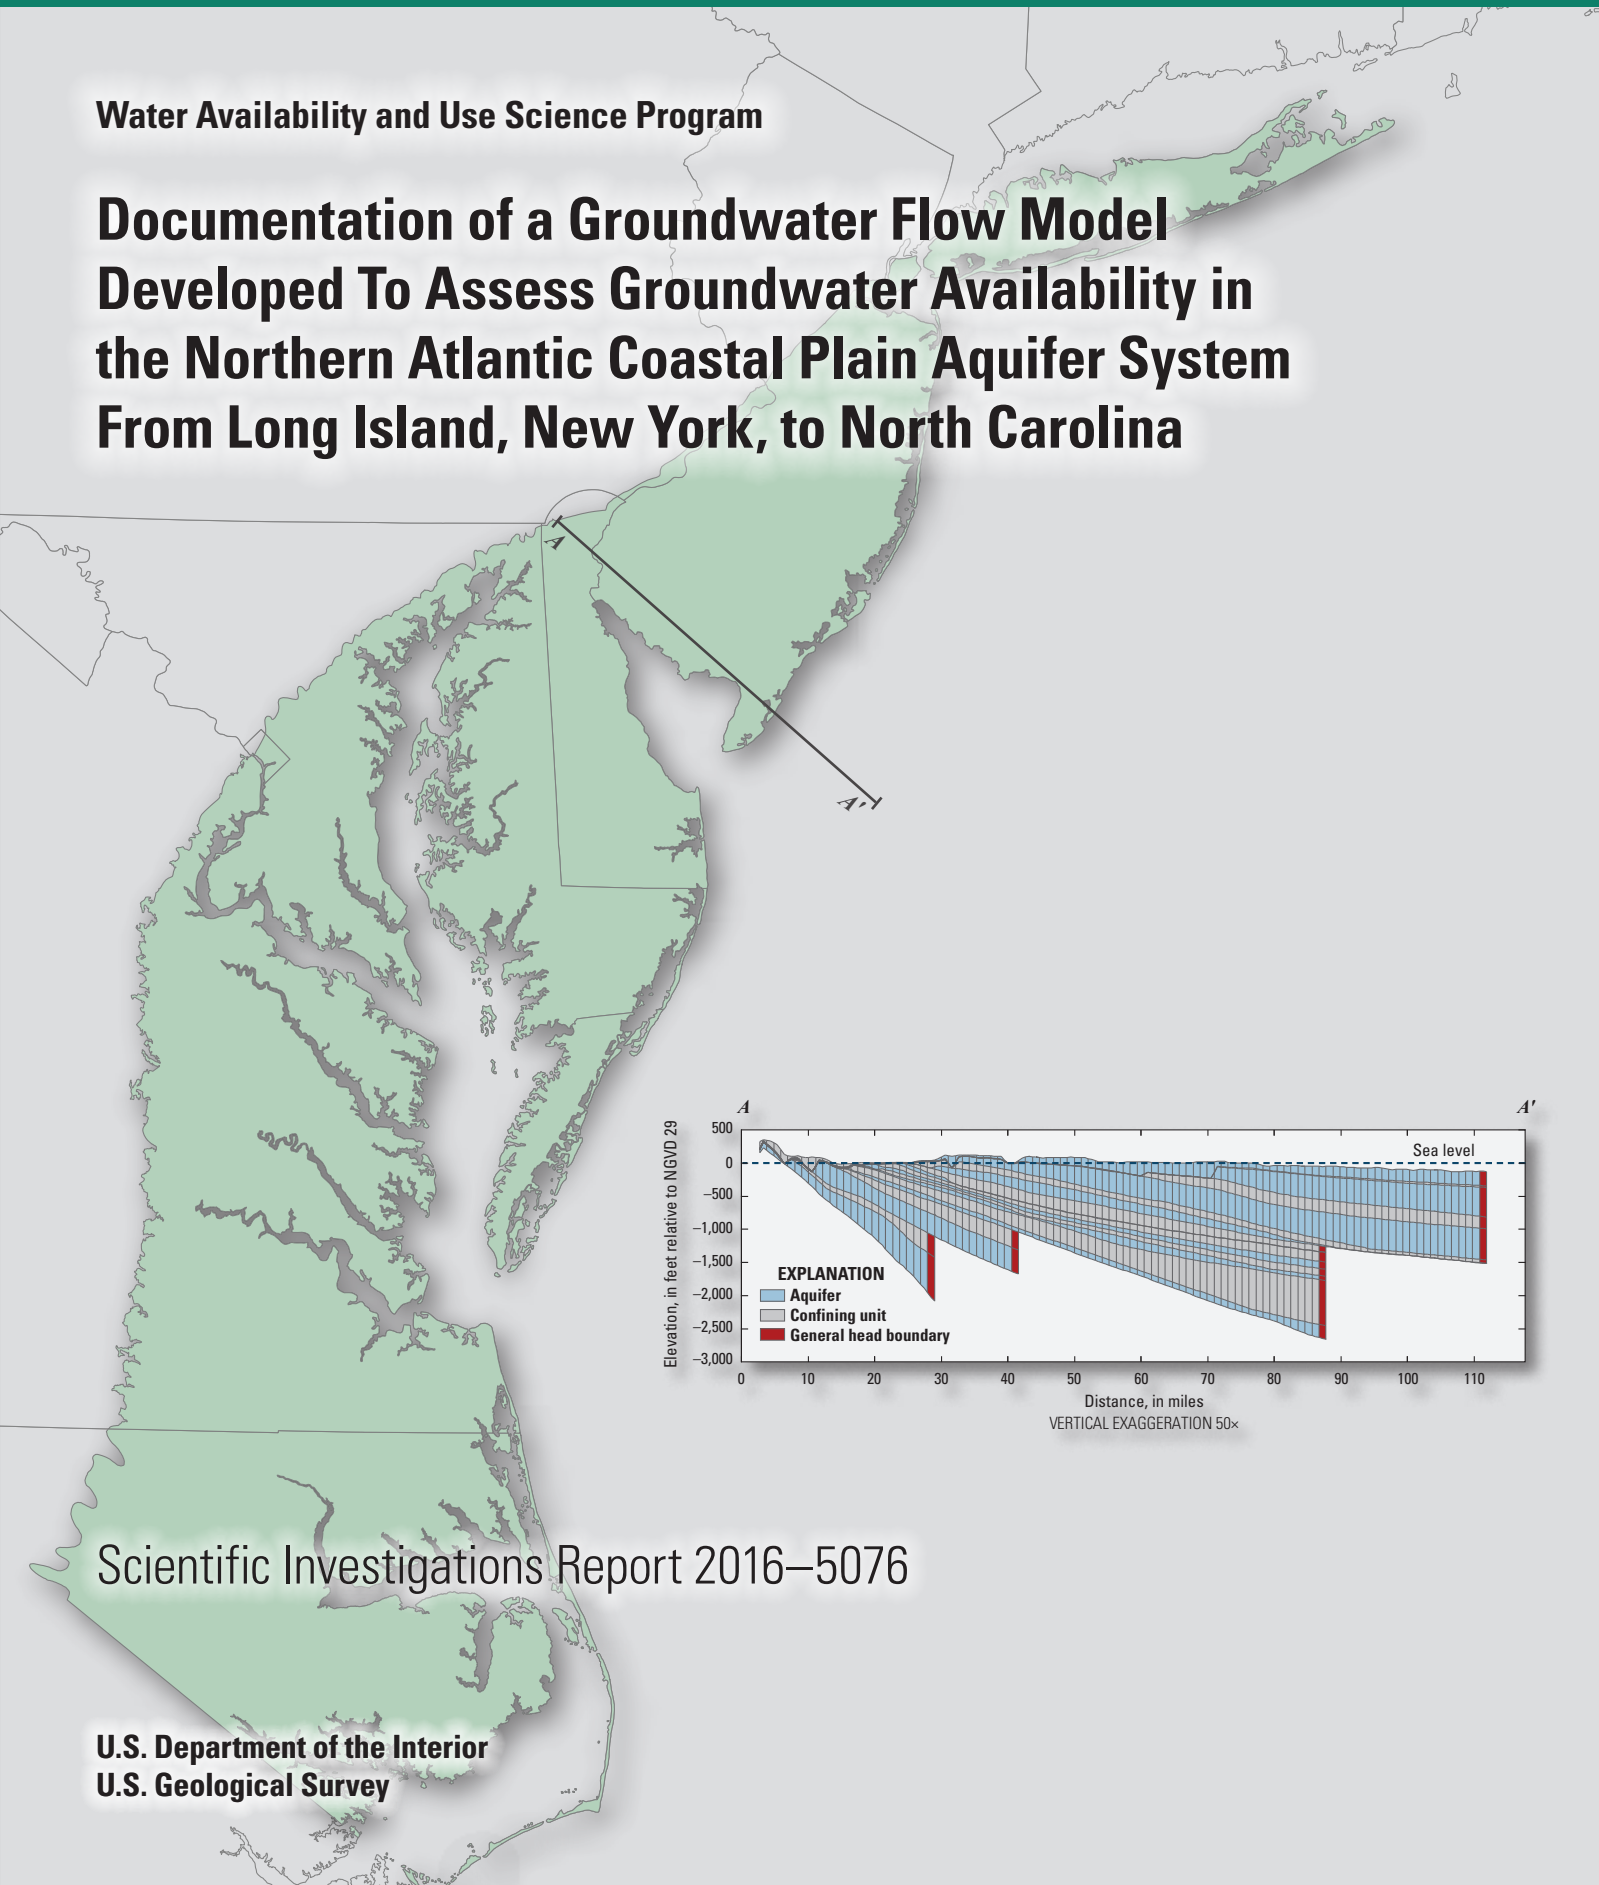 Water Availability and Use Science Program
Documentation of a Groundwater Flow Model
Developed To Assess Groundwater Availability in
the Northern Atlantic Coastal Plain Aquifer System
From Long Island, New York, to North Carolina
A
A'
A
A'
Elevation, in feet relative to NGVD 29
500
0
–500
–1,000
–1,500
–2,000
–2,500
–3,000
Sea level
EXPLANATION
Aquifer
Confining unit
General head boundary
0 10 20 30 40 50 60 70 80 90 100 110
Distance, in miles
VERTICAL EXAGGERATION 50×
Scientific Investigations Report 2016–5076
U.S. Department of the Interior
U.S. Geological Survey